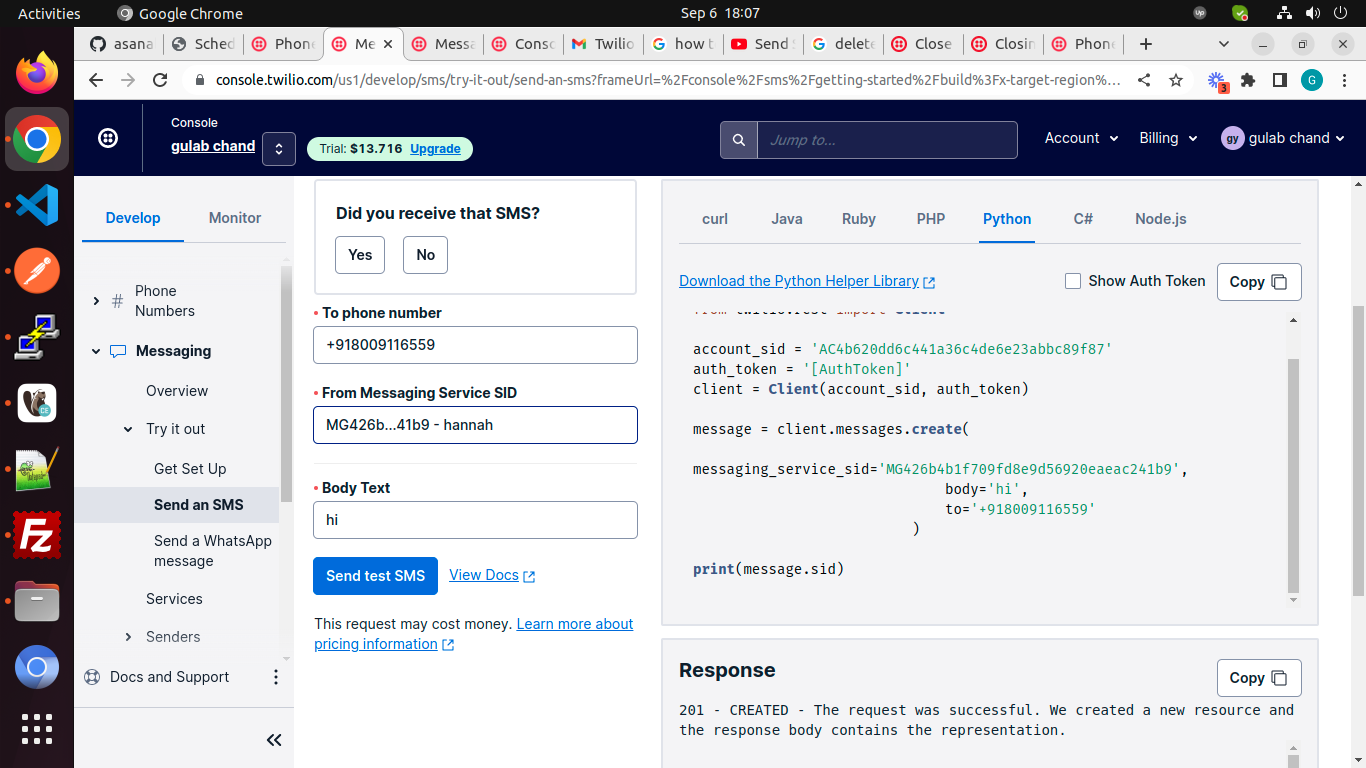 Activities
Google Chrome
Sep 6 18:07
asana
Sched
Phone
Me
Messa
Conso
Twilio
how t
Send S
delete
Close
Closin
Phone
console.twilio.com/us1/develop/sms/try-it-out/send-an-sms?frameUrl=%2Fconsole%2Fsms%2Fgetting-started%2Fbuild%3Fx-target-region%...
3
G
Console
gulab chand
Trial: $13.716 Upgrade
Jump to...
Account
Billing
gy
gulab chand
Develop
Monitor
# Phone
Numbers
Messaging
Overview
Try it out
Get Set Up
Send an SMS
Send a WhatsApp
message
Services
Senders
Docs and Support
Did you receive that SMS?
Yes
No
To phone number
+918009116559
From Messaging Service SID
MG426b...41b9 - hannah
Body Text
hi
Send test SMS
View Docs
This request may cost money. Learn more about
pricing information
curl
Java
Ruby
PHP
Python
C#
Node.js
Download the Python Helper Library
Show Auth Token
Copy
from twilio.rest import Client
account_sid = 'AC4b620dd6c441a36c4de6e23abbc89f87'
auth_token = '[AuthToken]'
client = Client(account_sid, auth_token)
message = client.messages.create(
messaging_service_sid='MG426b4b1f709fd8e9d56920eaeac241b9',
body='hi',
to='+918009116559'
)
print(message.sid)
Response
Copy
201 - CREATED - The request was successful. We created a new resource and
the response body contains the representation.